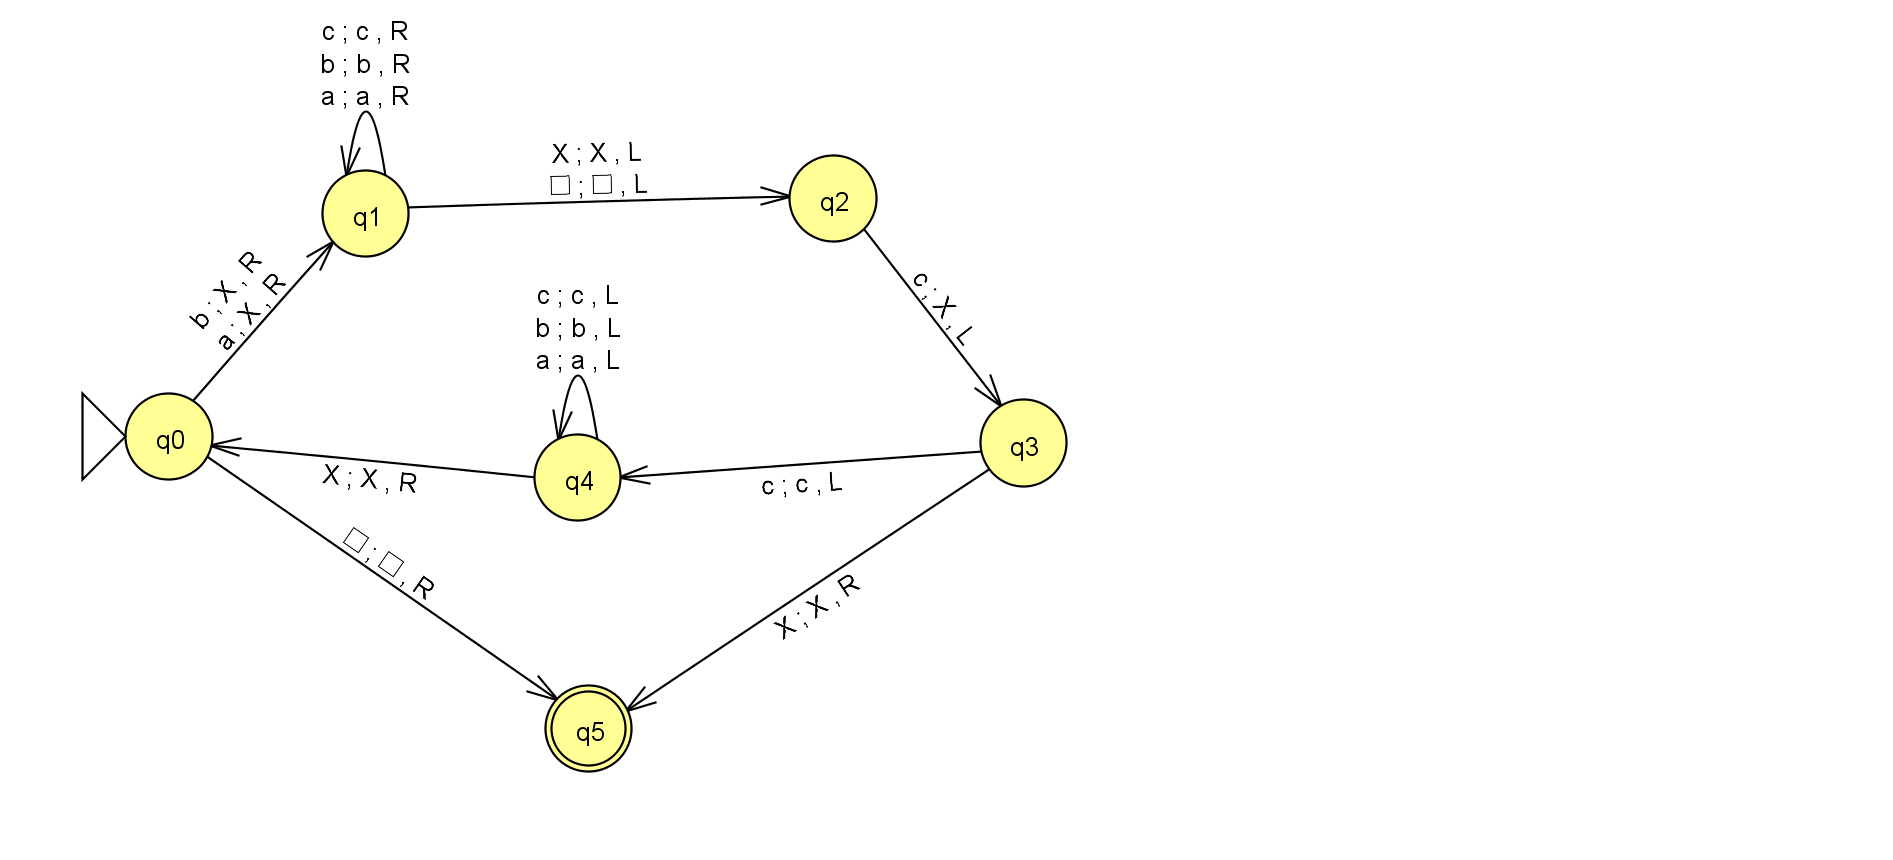 c ; c , R
b ; b , R
a ; a , R
X ; X , L
□ ; □ , L
q1
q2
b ; X , R
a ; X , R
c ; X , L
c ; c , L
b ; b , L
a ; a , L
q0
q3
q4
X ; X , R
c ; c , L
□ ; □ , R
X ; X , R
q5